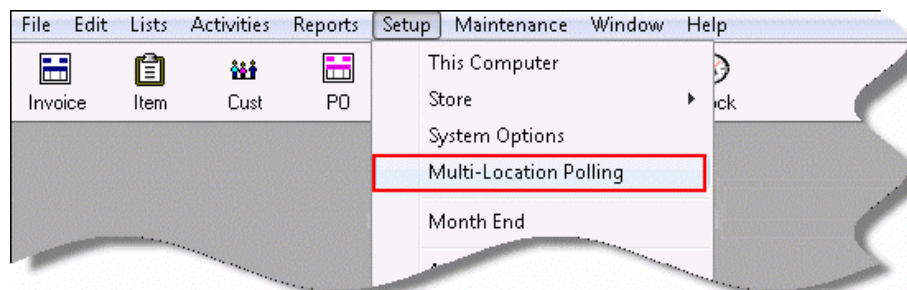 File Edit Lists Activities Reports Setup Maintenance Window Help
Invoice Item Cust PO
This Computer
Store
System Options
Multi-Location Polling
Month End